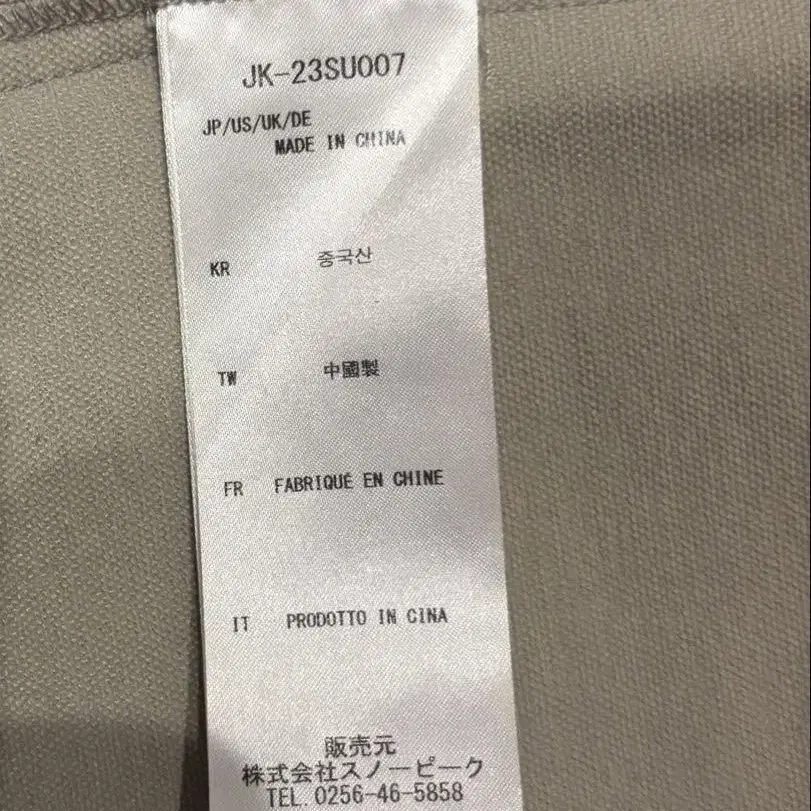 JK-23SU007
JP/US/UK/DE
MADE IN CHINA
KR 중국산
TW 中國製
FR FABRIQUÉ EN CHINE
IT PRODOTTO IN CINA
販売元
株式会社スノーピーク
TEL.0256-46-5858